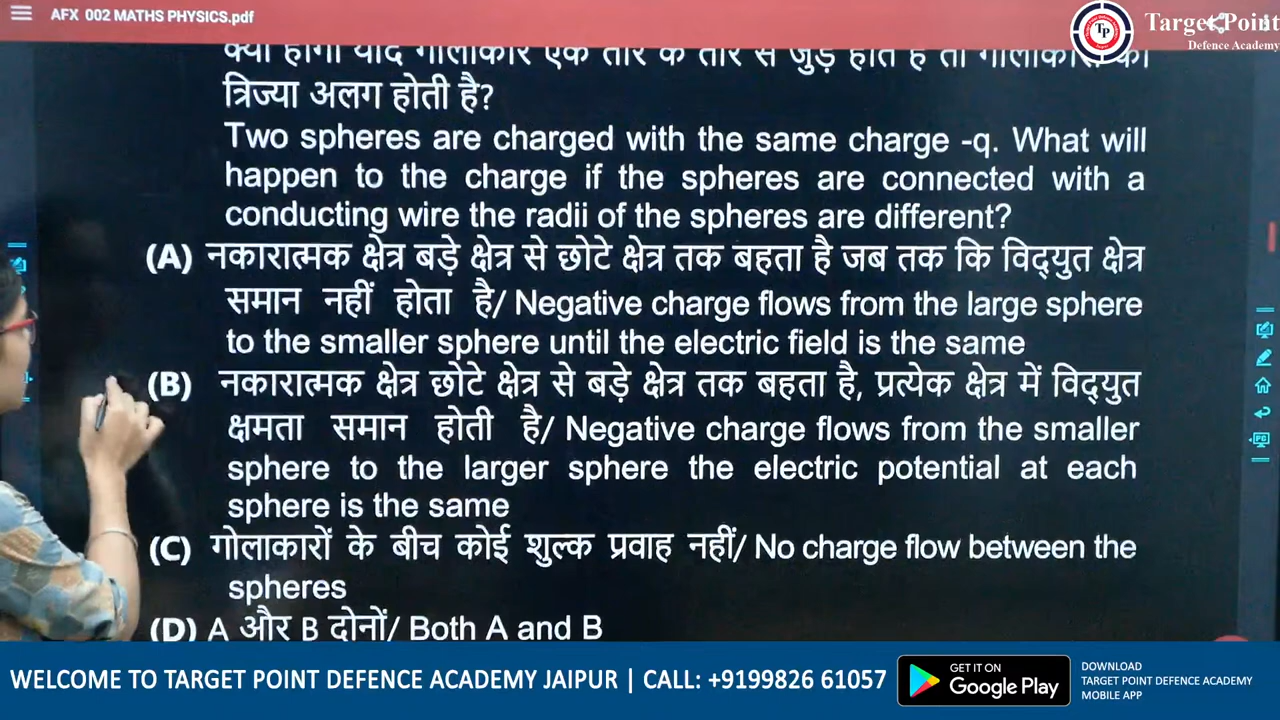 AFX 002 MATHS PHYSICS.pdf
Target Point
Defence Academy
TP
क्या होगा यदि गोलाकार एक तार के तार से जुड़े होते हैं तो गोलाकारों की
त्रिज्या अलग होती है?
Two spheres are charged with the same charge -q. What will
happen to the charge if the spheres are connected with a
conducting wire the radii of the spheres are different?
(A) नकारात्मक क्षेत्र बड़े क्षेत्र से छोटे क्षेत्र तक बहता है जब तक कि विद्युत क्षेत्र
समान नहीं होता है/ Negative charge flows from the large sphere
to the smaller sphere until the electric field is the same
(B) नकारात्मक क्षेत्र छोटे क्षेत्र से बड़े क्षेत्र तक बहता है, प्रत्येक क्षेत्र में विद्युत
क्षमता समान होती है/ Negative charge flows from the smaller
sphere to the larger sphere the electric potential at each
sphere is the same
(C) गोलाकारों के बीच कोई शुल्क प्रवाह नहीं/ No charge flow between the
spheres
(D) A और B दोनों/ Both A and B
WELCOME TO TARGET POINT DEFENCE ACADEMY JAIPUR | CALL: +9199826 61057
GET IT ON
Google Play
DOWNLOAD
TARGET POINT DEFENCE ACADEMY
MOBILE APP